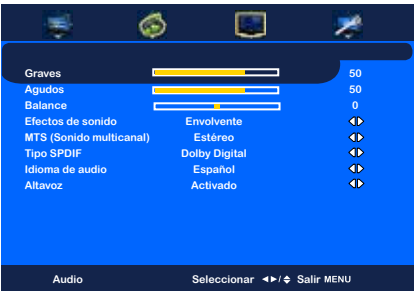 Graves 50
Agudos 50
Balance 0
Efectos de sonido Envolvente
MTS (Sonido multicanal) Estéreo
Tipo SPDIF Dolby Digital
Idioma de audio Español
Altavoz Activado
Audio Seleccionar ◄►/♦ Salir MENU